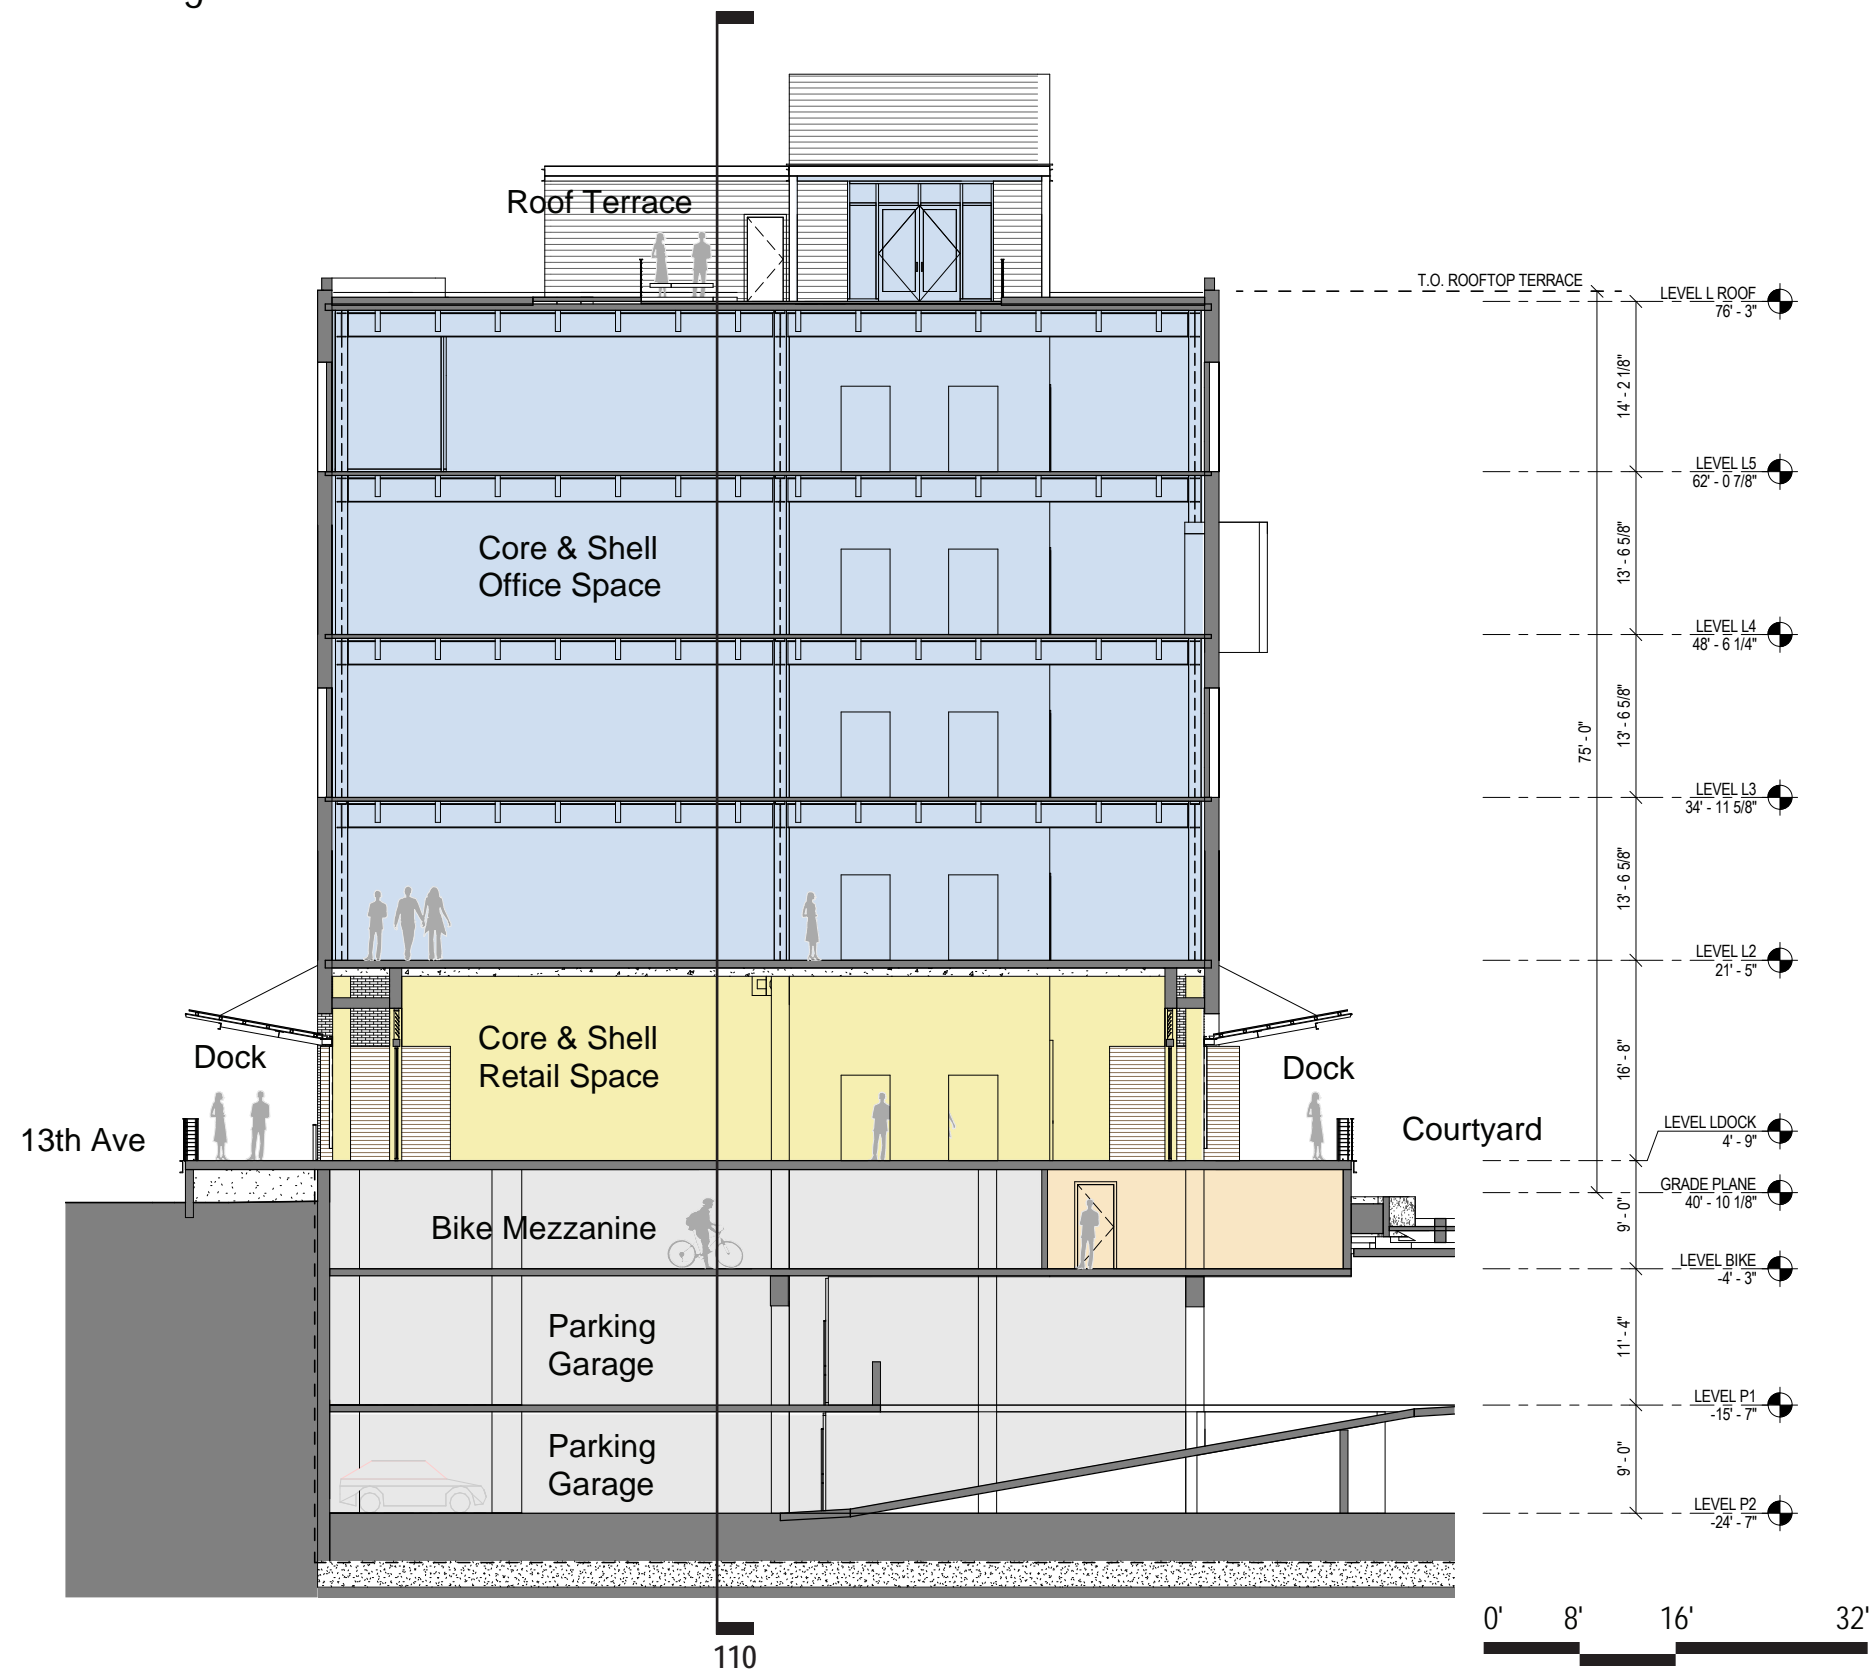 Roof Terrace
T.O. ROOFTOP TERRACE
LEVEL L ROOF
76' - 3"
14' - 2 1/8"
LEVEL L5
62' - 0 7/8"
Core & Shell
Office Space
13' - 6 5/8"
LEVEL L4
48' - 6 1/4"
13' - 6 5/8"
75' - 0"
LEVEL L3
34' - 11 5/8"
13' - 6 5/8"
LEVEL L2
21' - 5"
Core & Shell
Retail Space
Dock
Dock
16' - 8"
13th Ave
Courtyard
LEVEL LDOCK
4' - 9"
GRADE PLANE
40' - 10 1/8"
9' - 0"
Bike Mezzanine
LEVEL BIKE
-4' - 3"
Parking
Garage
11' - 4"
LEVEL P1
-15' - 7"
Parking
Garage
9' - 0"
LEVEL P2
-24' - 7"
0' 8' 16' 32'
110